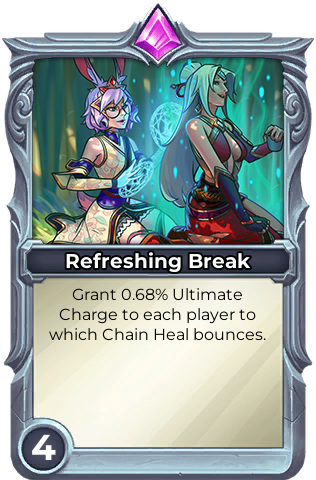 Refreshing Break
Grant 0.68% Ultimate
Charge to each player to
which Chain Heal bounces.
4